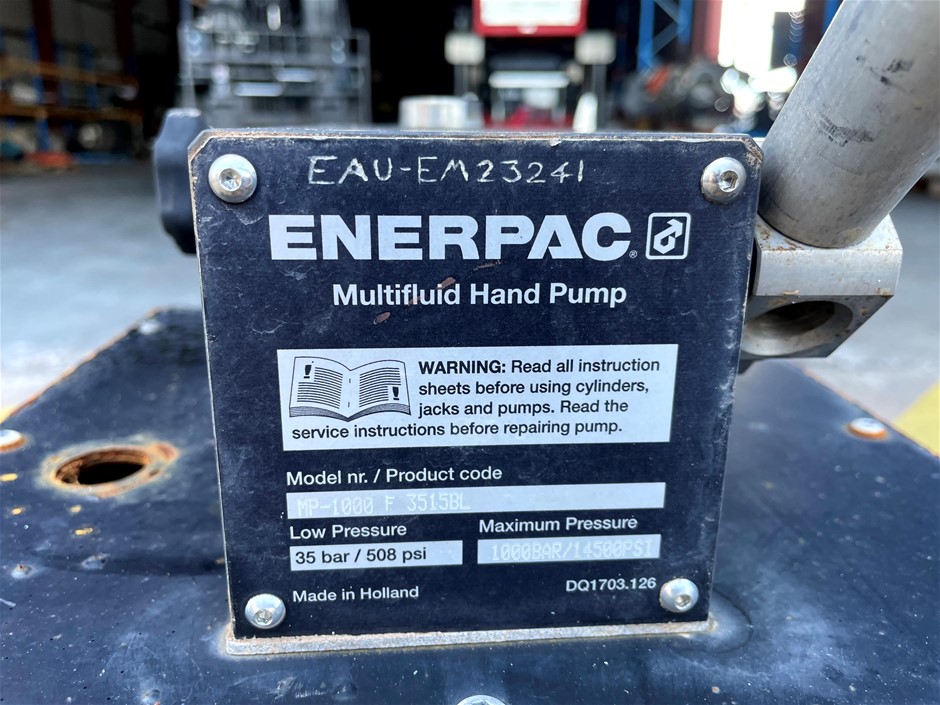 EAU-EM23241
ENERPAC®
Multifluid Hand Pump
WARNING: Read all instruction
sheets before using cylinders,
jacks and pumps. Read the
service instructions before repairing pump.
Model nr. / Product code
MP-1000 F 3515BL
Low Pressure
Maximum Pressure
35 bar / 508 psi
1000BAR/14500PSI
Made in Holland
DQ1703.126